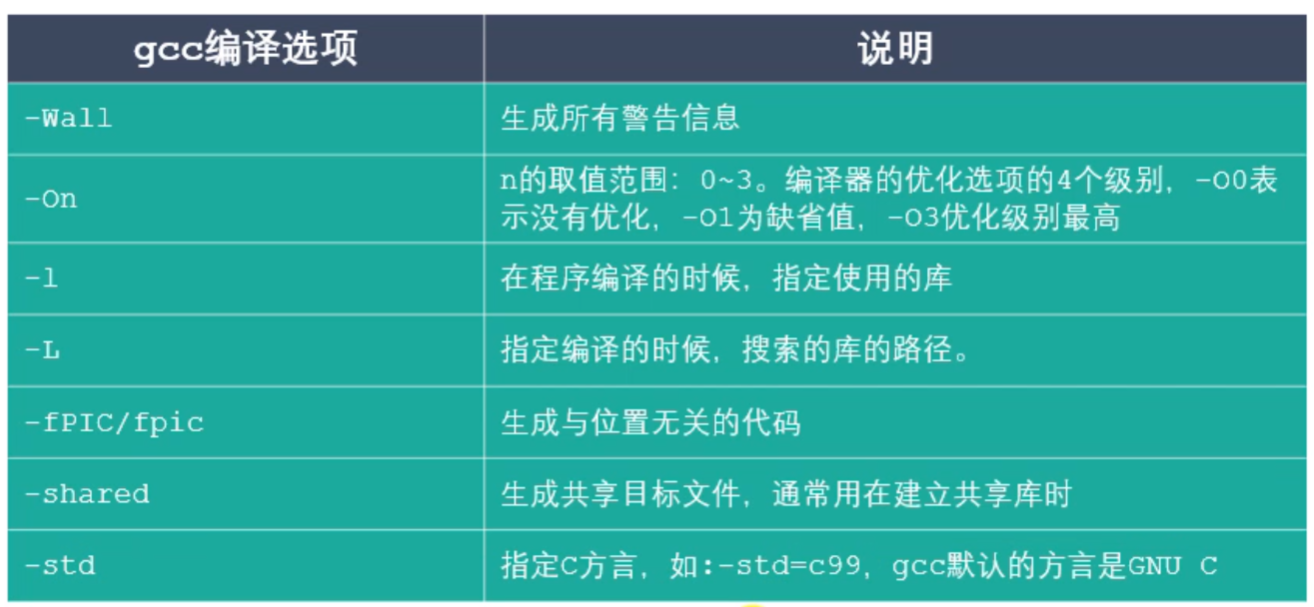 gcc编译选项
说明
-Wall
生成所有警告信息
-On
n的取值范围：0~3。编译器的优化选项的4个级别，-O0表
示没有优化，-O1为缺省值，-O3优化级别最高
-l
在程序编译的时候，指定使用的库
-L
指定编译的时候，搜索的库的路径。
-fPIC/fpic
生成与位置无关的代码
-shared
生成共享目标文件，通常用在建立共享库时
-std
指定C方言，如:-std=c99，gcc默认的方言是GNU C